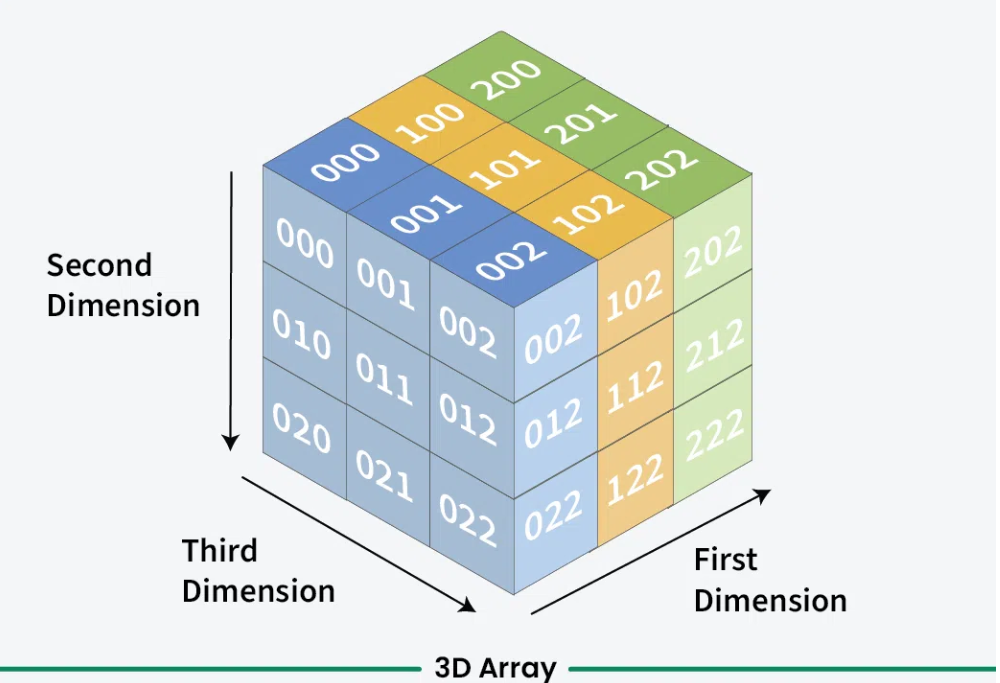 200
100 201
000 101 202
001 102
002
000 001 002
010 011 012
020 021 022
002 102 202
012 112 212
022 122 222
Second
Dimension
Third
Dimension
First
Dimension
3D Array